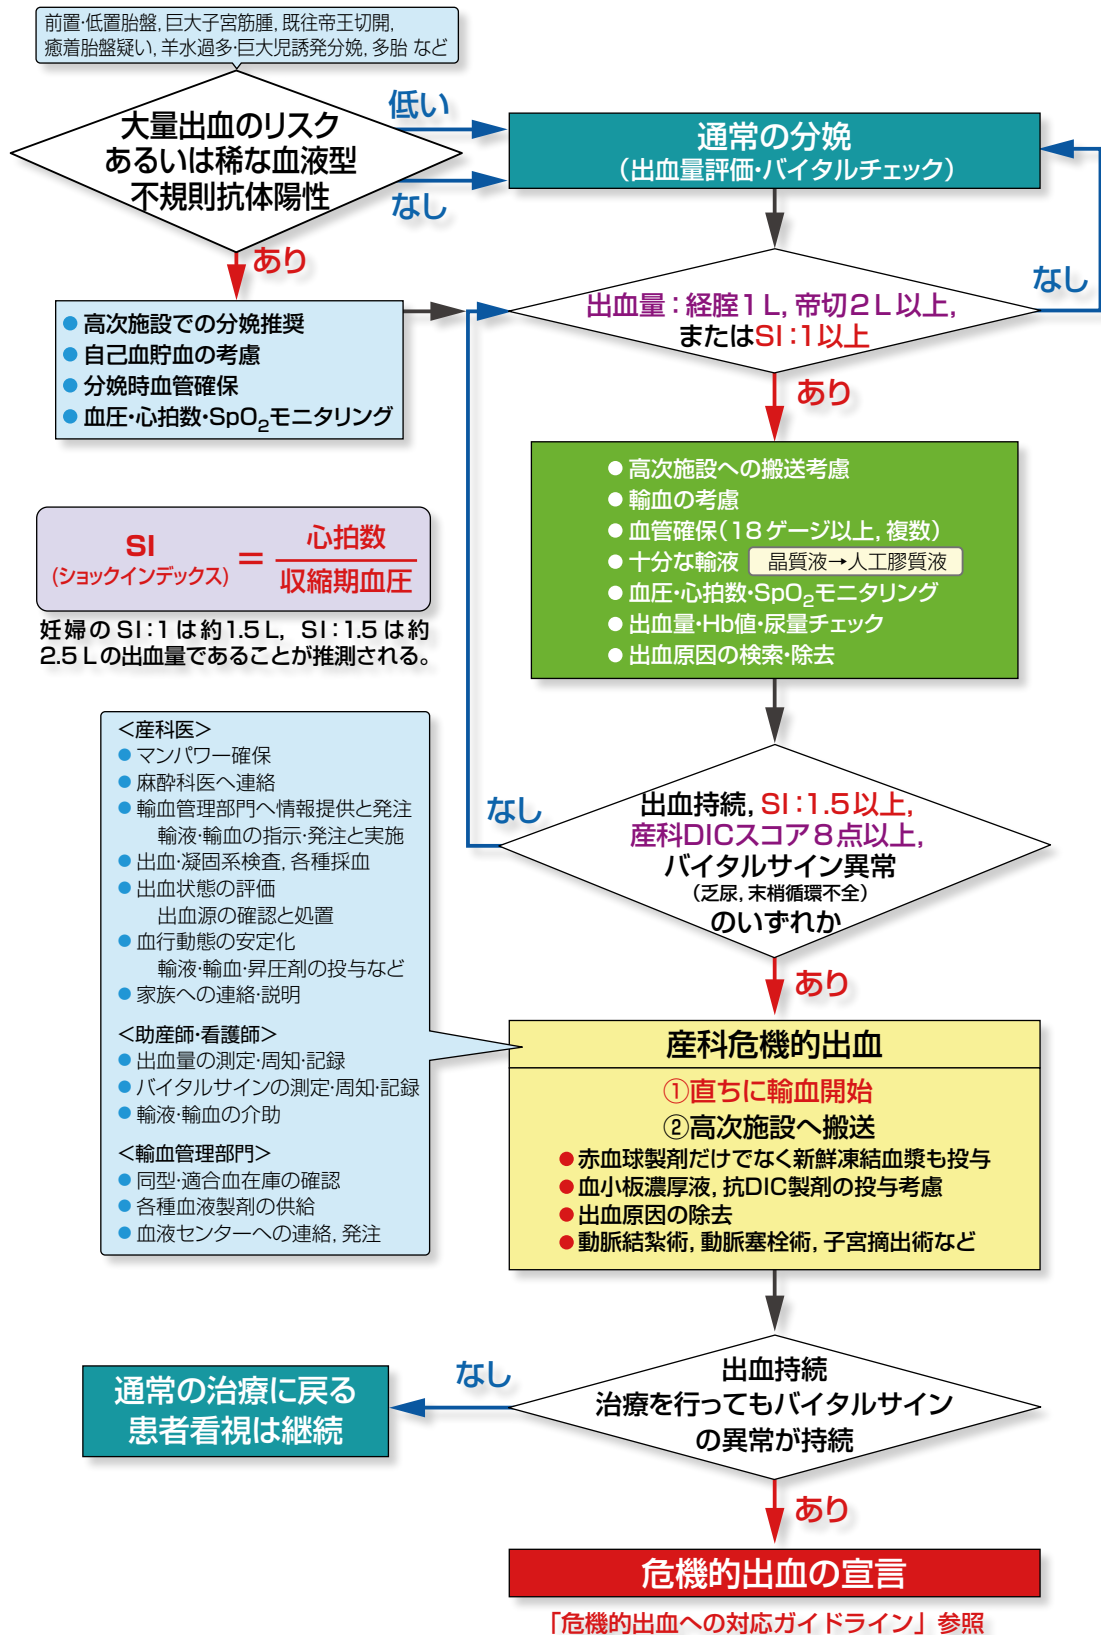 前置・低置胎盤, 巨大子宮筋腫, 既往帝王切開,
癒着胎盤疑い, 羊水過多・巨大児誘発分娩, 多胎 など
大量出血のリスク
あるいは稀な血液型
不規則抗体陽性
低い
なし
あり
通常の分娩
（出血量評価・バイタルチェック）
なし
● 高次施設での分娩推奨
● 自己血貯血の考慮
● 分娩時血管確保
● 血圧・心拍数・SpO₂モニタリング
出血量：経腟1L, 帝切2L以上,
またはSI：1以上
あり
● 高次施設への搬送考慮
● 輸血の考慮
● 血管確保（18ゲージ以上, 複数）
● 十分な輸液 晶質液→人工膠質液
● 血圧・心拍数・SpO₂モニタリング
● 出血量・Hb値・尿量チェック
● 出血原因の検索・除去
SI
(ショックインデックス)
＝
心拍数
収縮期血圧
妊婦のSI：1は約1.5L, SI：1.5は約
2.5Lの出血量であることが推測される。
なし
出血持続, SI：1.5以上,
産科DICスコア8点以上,
バイタルサイン異常
（乏尿, 末梢循環不全）
のいずれか
あり
＜産科医＞
● マンパワー確保
● 麻酔科医へ連絡
● 輸血管理部門へ情報提供と発注
輸液・輸血の指示・発注と実施
● 出血・凝固系検査, 各種採血
● 出血状態の評価
出血源の確認と処置
● 血行動態の安定化
輸液・輸血・昇圧剤の投与など
● 家族への連絡・説明
＜助産師・看護師＞
● 出血量の測定・周知・記録
● バイタルサインの測定・周知・記録
● 輸液・輸血の介助
＜輸血管理部門＞
● 同型・適合血在庫の確認
● 各種血液製剤の供給
● 血液センターへの連絡, 発注
産科危機的出血
①直ちに輸血開始
②高次施設へ搬送
● 赤血球製剤だけでなく新鮮凍結血漿も投与
● 血小板濃厚液, 抗DIC製剤の投与考慮
● 出血原因の除去
● 動脈結紮術, 動脈塞栓術, 子宮摘出術など
出血持続
治療を行ってもバイタルサイン
の異常が持続
なし
通常の治療に戻る
患者看視は継続
あり
危機的出血の宣言
「危機的出血への対応ガイドライン」参照